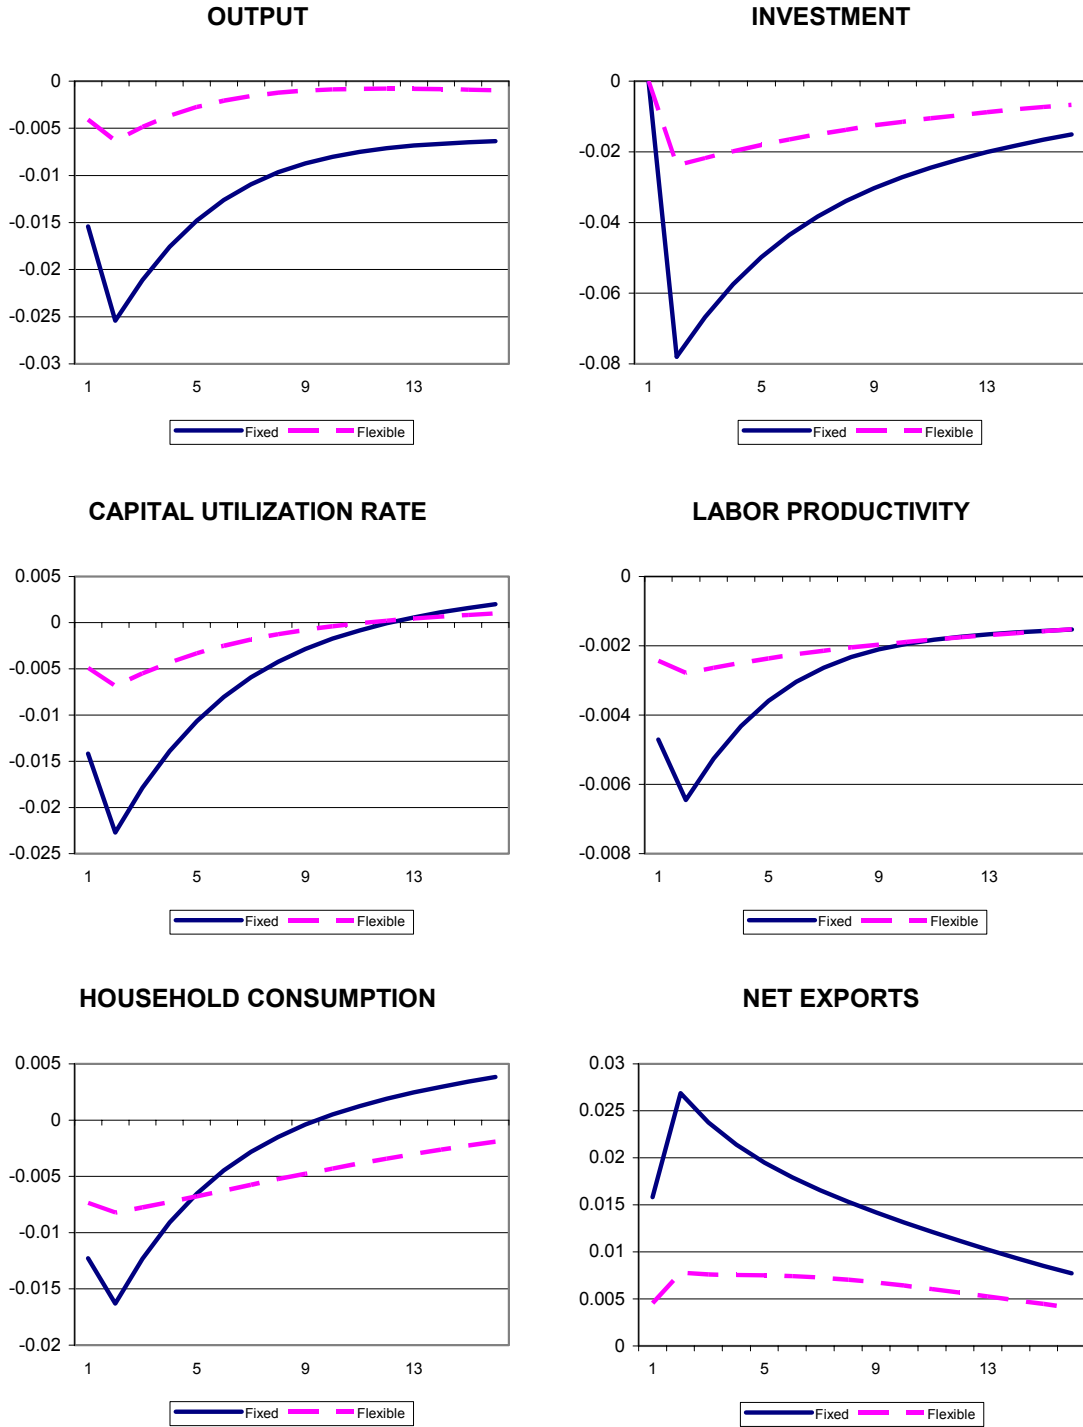 OUTPUT
0
-0.005
-0.01
-0.015
-0.02
-0.025
-0.03
1 5 9 13
Fixed Flexible
INVESTMENT
0
-0.02
-0.04
-0.06
-0.08
1 5 9 13
Fixed Flexible
CAPITAL UTILIZATION RATE
0.005
0
-0.005
-0.01
-0.015
-0.02
-0.025
1 5 9 13
Fixed Flexible
LABOR PRODUCTIVITY
0
-0.002
-0.004
-0.006
-0.008
1 5 9 13
Fixed Flexible
HOUSEHOLD CONSUMPTION
0.005
0
-0.005
-0.01
-0.015
-0.02
1 5 9 13
Fixed Flexible
NET EXPORTS
0.03
0.025
0.02
0.015
0.01
0.005
0
1 5 9 13
Fixed Flexible